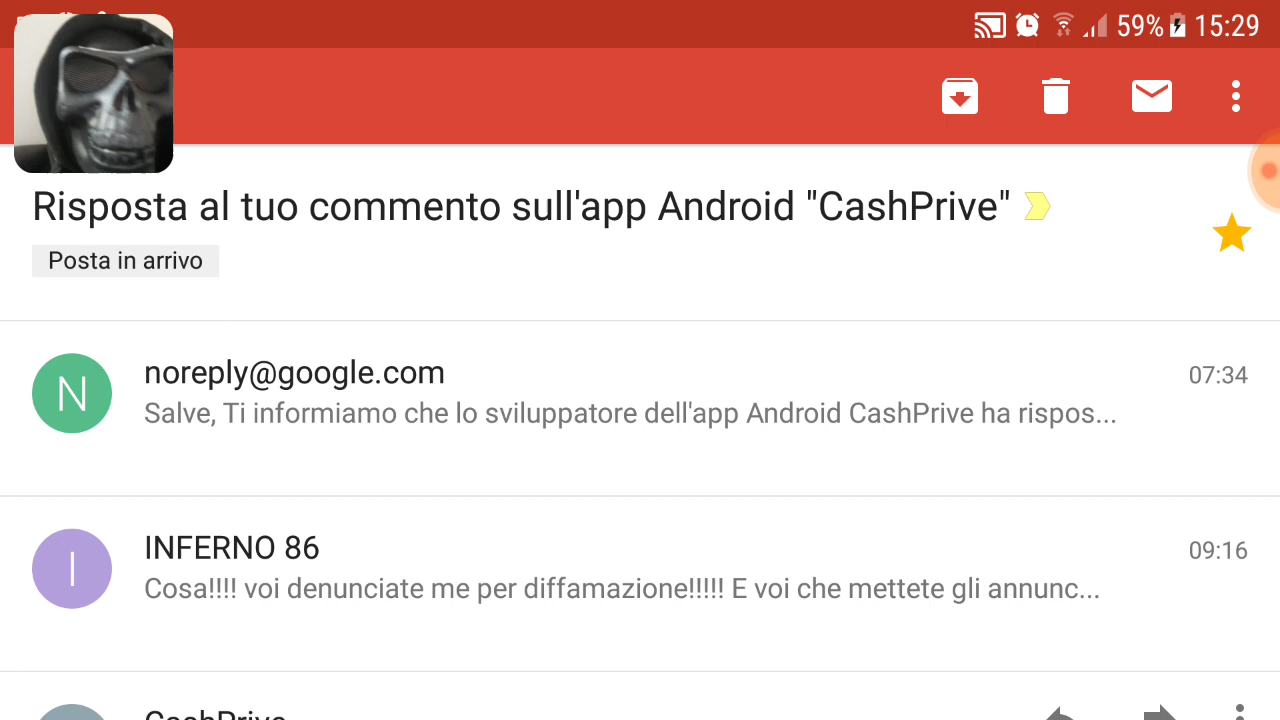 59% 15:29
Risposta al tuo commento sull'app Android "CashPrive"
Posta in arrivo
N
noreply@google.com
07:34
Salve, Ti informiamo che lo sviluppatore dell'app Android CashPrive ha rispos...
I
INFERNO 86
09:16
Cosa!!!! voi denunciate me per diffamazione!!!!! E voi che mettete gli annunc...
CashPrive